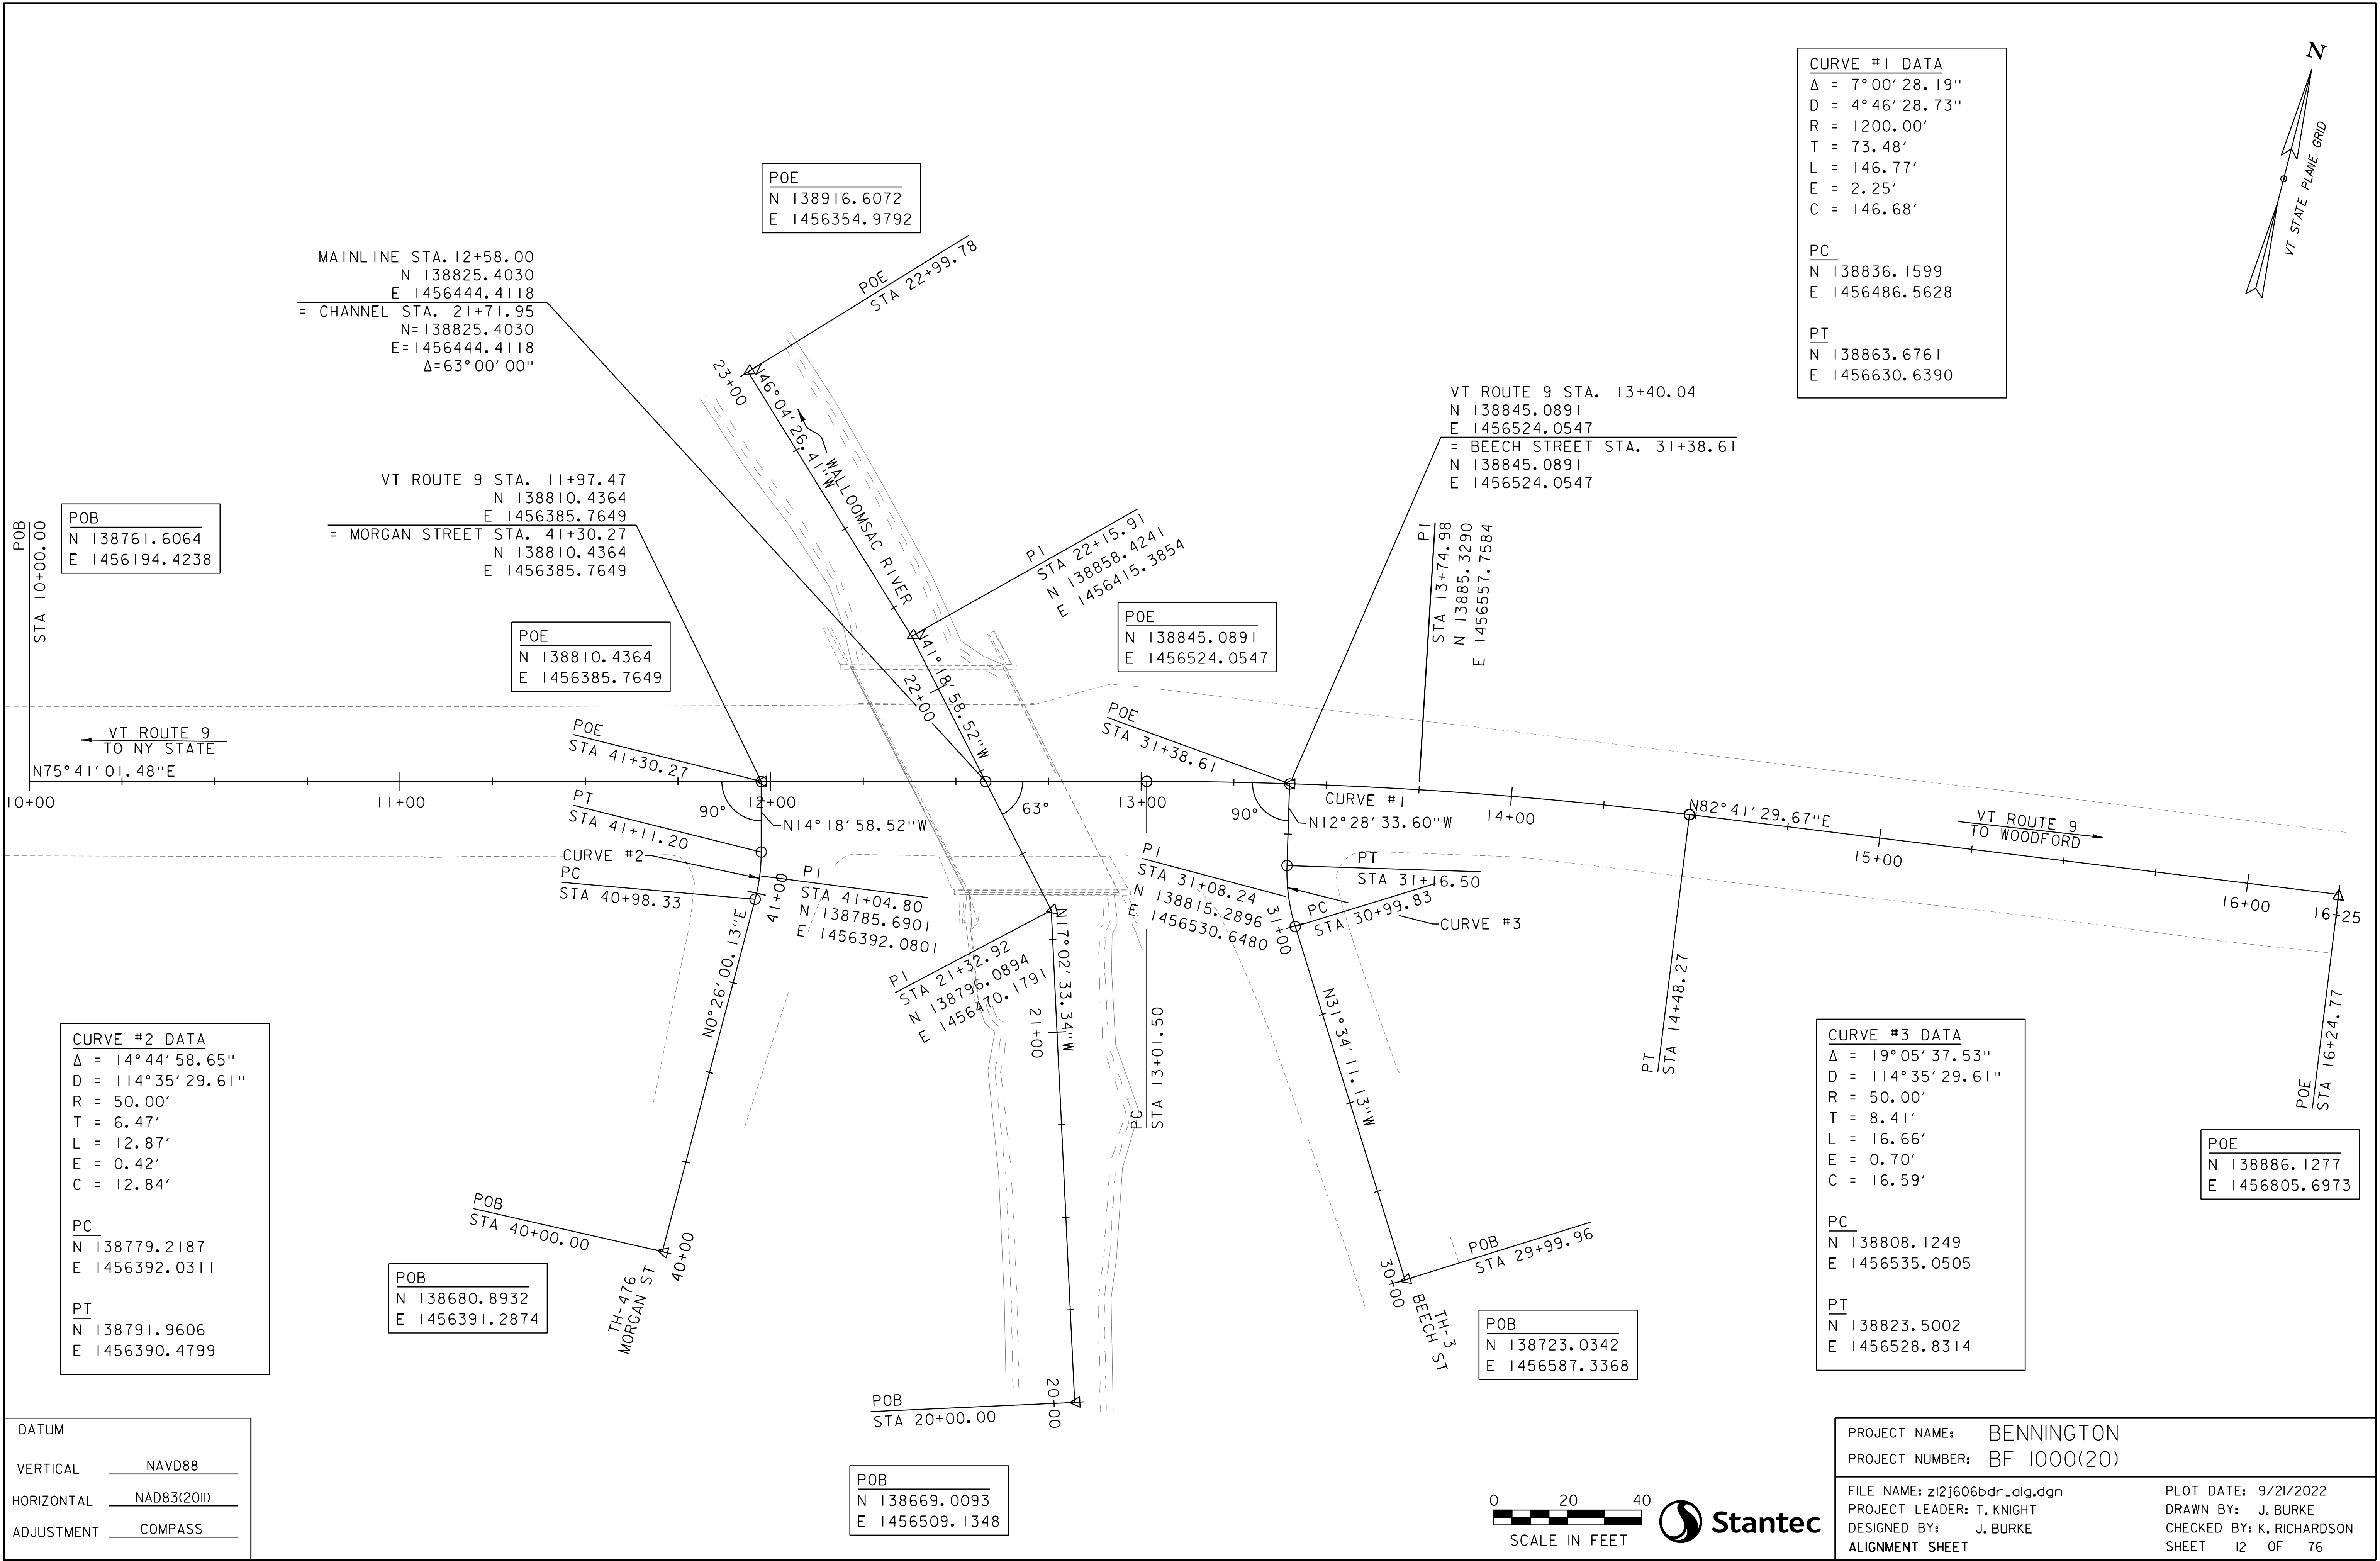 N
VT STATE PLANE GRID
CURVE #1 DATA
Δ = 7°00'28.19"
D = 4°46'28.73"
R = 1200.00'
T = 73.48'
L = 146.77'
E = 2.25'
C = 146.68'
PC
N 138836.1599
E 1456486.5628
PT
N 138863.6761
E 1456630.6390
POE
N 138916.6072
E 1456354.9792
POE
STA 22+99.78
MAINLINE STA. 12+58.00
N 138825.4030
E 1456444.4118
= CHANNEL STA. 21+71.95
N=138825.4030
E=1456444.4118
Δ=63°00'00"
23+00
N46°04'26.41"W
WALLOOMSAC RIVER
VT ROUTE 9 STA. 13+40.04
N 138845.0891
E 1456524.0547
= BEECH STREET STA. 31+38.61
N 138845.0891
E 1456524.0547
VT ROUTE 9 STA. 11+97.47
N 138810.4364
E 1456385.7649
= MORGAN STREET STA. 41+30.27
N 138810.4364
E 1456385.7649
POB
STA 10+00.00
POB
N 138761.6064
E 1456194.4238
PI
STA 22+15.91
N 138858.4241
E 1456415.3854
PI
STA 13+74.98
N 13885.3290
E 1456557.7584
POE
N 138810.4364
E 1456385.7649
POE
N 138845.0891
E 1456524.0547
N41°18'58.52"W
22+00
VT ROUTE 9
TO NY STATE
N75°41'01.48"E
POE
STA 41+30.27
POE
STA 31+38.61
10+00
11+00
12+00
13+00
14+00
15+00
16+00
16+25
90°
63°
90°
CURVE #1
N14°18'58.52"W
N12°28'33.60"W
N82°41'29.67"E
VT ROUTE 9
TO WOODFORD
PT
STA 41+11.20
CURVE #2
PC
STA 40+98.33
PI
STA 41+04.80
N 138785.6901
E 1456392.0801
41+00
N0°26'00.13"E
PI
STA 31+08.24
N 138815.2896
E 1456530.6480
PT
STA 31+16.50
PC
STA 30+99.83
CURVE #3
31+00
N31°34'11.13"W
PI
STA 21+32.92
N 138796.0894
E 1456470.1791
N17°02'33.34"W
21+00
PC
STA 13+01.50
PT
STA 14+48.27
POE
STA 16+24.77
CURVE #2 DATA
Δ = 14°44'58.65"
D = 114°35'29.61"
R = 50.00'
T = 6.47'
L = 12.87'
E = 0.42'
C = 12.84'
PC
N 138779.2187
E 1456392.0311
PT
N 138791.9606
E 1456390.4799
CURVE #3 DATA
Δ = 19°05'37.53"
D = 114°35'29.61"
R = 50.00'
T = 8.41'
L = 16.66'
E = 0.70'
C = 16.59'
PC
N 138808.1249
E 1456535.0505
PT
N 138823.5002
E 1456528.8314
POE
N 138886.1277
E 1456805.6973
POB
STA 40+00.00
40+00
TH-476
MORGAN ST
POB
N 138680.8932
E 1456391.2874
POB
STA 29+99.96
30+00
TH-3
BEECH ST
POB
N 138723.0342
E 1456587.3368
POB
STA 20+00.00
20+00
POB
N 138669.0093
E 1456509.1348
DATUM
VERTICAL NAVD88
HORIZONTAL NAD83(2011)
ADJUSTMENT COMPASS
0 20 40
SCALE IN FEET
Stantec
PROJECT NAME: BENNINGTON
PROJECT NUMBER: BF 1000(20)
FILE NAME: z12j606bdr_alg.dgn PLOT DATE: 9/21/2022
PROJECT LEADER: T. KNIGHT DRAWN BY: J. BURKE
DESIGNED BY: J. BURKE CHECKED BY: K. RICHARDSON
ALIGNMENT SHEET SHEET 12 OF 76